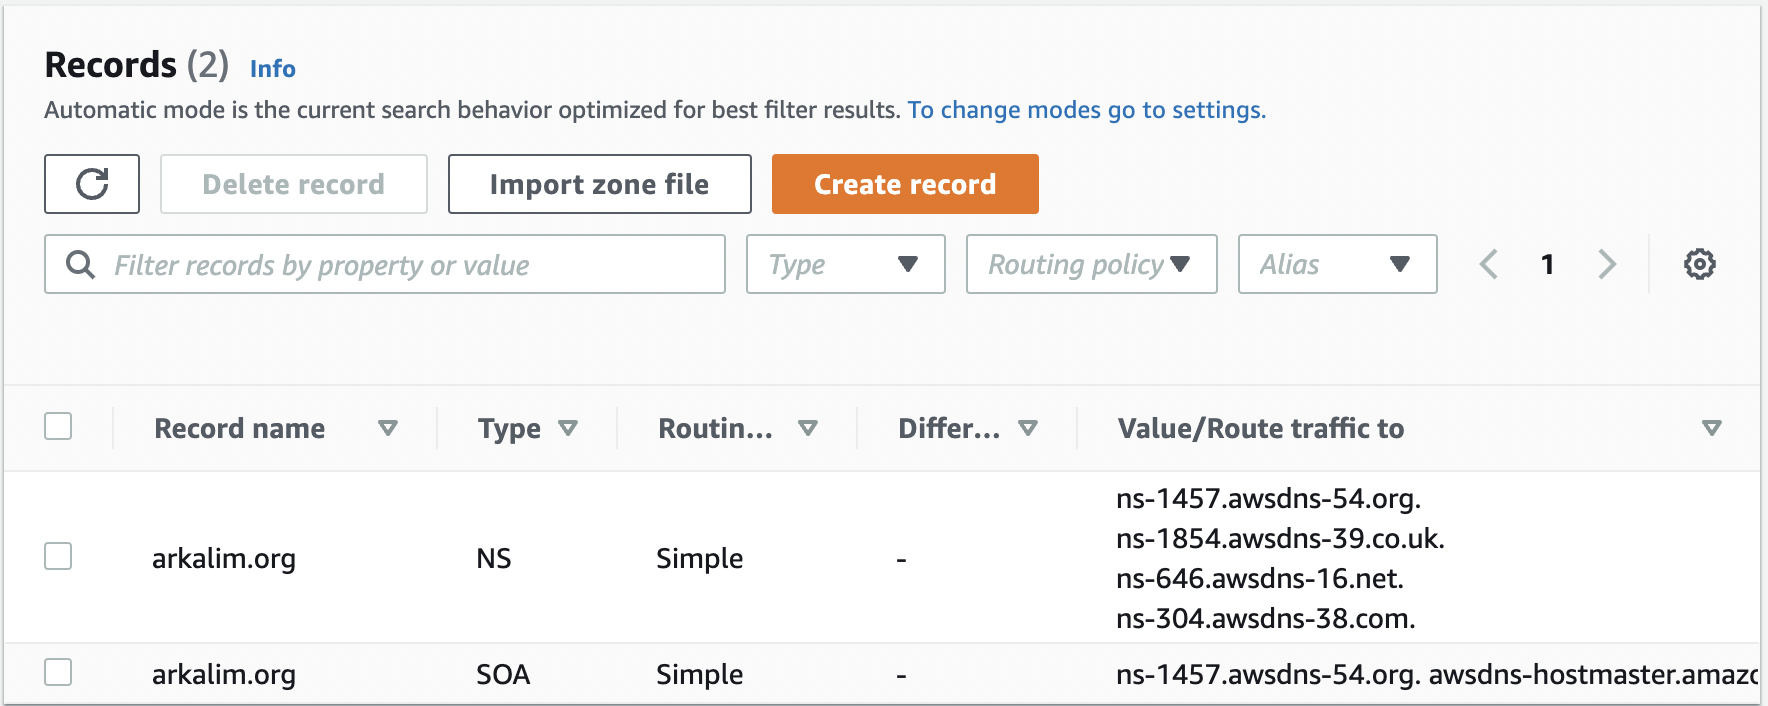 Records (2) Info
Automatic mode is the current search behavior optimized for best filter results. To change modes go to settings.
Delete record Import zone file Create record
Filter records by property or value Type Routing policy Alias 1
Record name Type Routin... Differ... Value/Route traffic to
ns-1457.awsdns-54.org.
ns-1854.awsdns-39.co.uk.
arkalim.org NS Simple -
ns-646.awsdns-16.net.
ns-304.awsdns-38.com.
arkalim.org SOA Simple - ns-1457.awsdns-54.org. awsdns-hostmaster.amaz